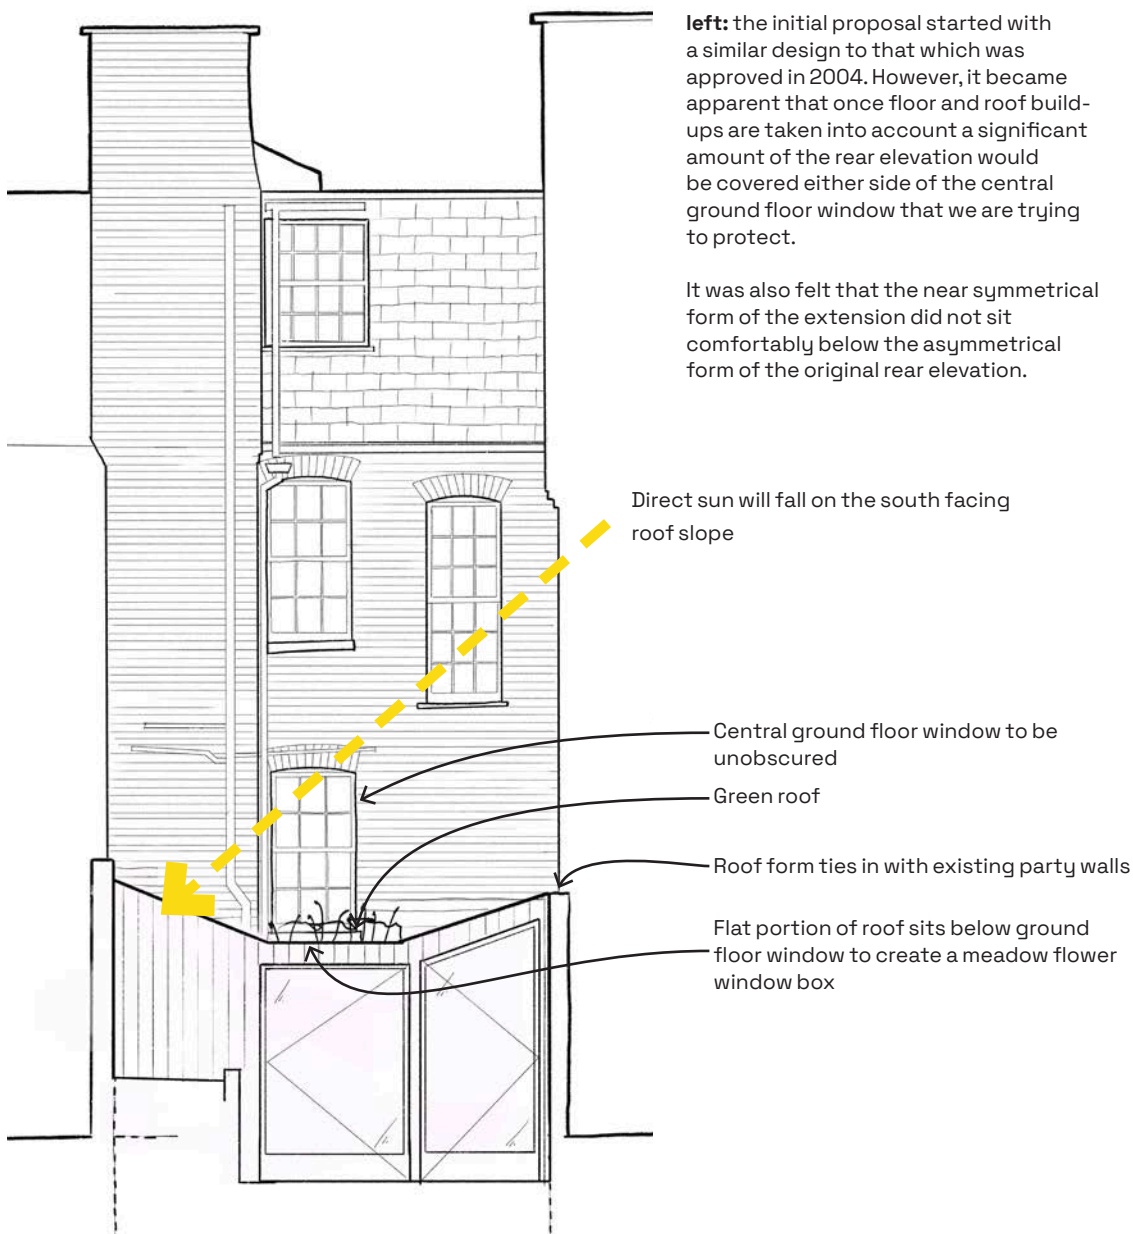 left: the initial proposal started with
a similar design to that which was
approved in 2004. However, it became
apparent that once floor and roof build-
ups are taken into account a significant
amount of the rear elevation would
be covered either side of the central
ground floor window that we are trying
to protect.
It was also felt that the near symmetrical
form of the extension did not sit
comfortably below the asymmetrical
form of the original rear elevation.
Direct sun will fall on the south facing
roof slope
Central ground floor window to be
unobscured
Green roof
Roof form ties in with existing party walls
Flat portion of roof sits below ground
floor window to create a meadow flower
window box